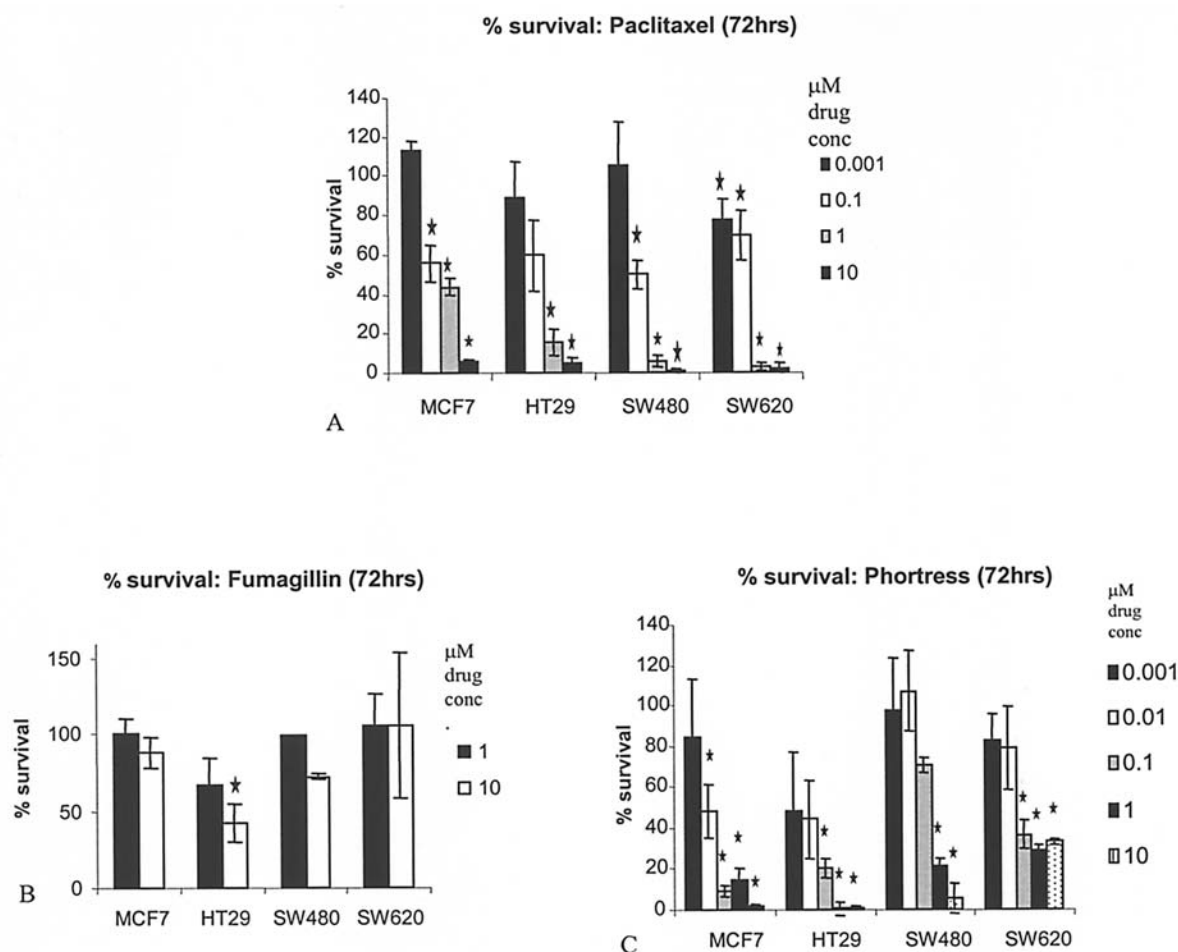 % survival: Paclitaxel (72hrs)
140
120
100
80
60
40
20
0
% survival
MCF7 HT29 SW480 SW620
µM
drug
conc
0.001
0.1
1
10
A
% survival: Fumagillin (72hrs)
150
100
50
0
% survival
MCF7 HT29 SW480 SW620
µM
drug
conc
.
1
10
B
% survival: Phortress (72hrs)
140
120
100
80
60
40
20
0
% survival
MCF7 HT29 SW480 SW620
µM
drug
conc
0.001
0.01
0.1
1
10
C